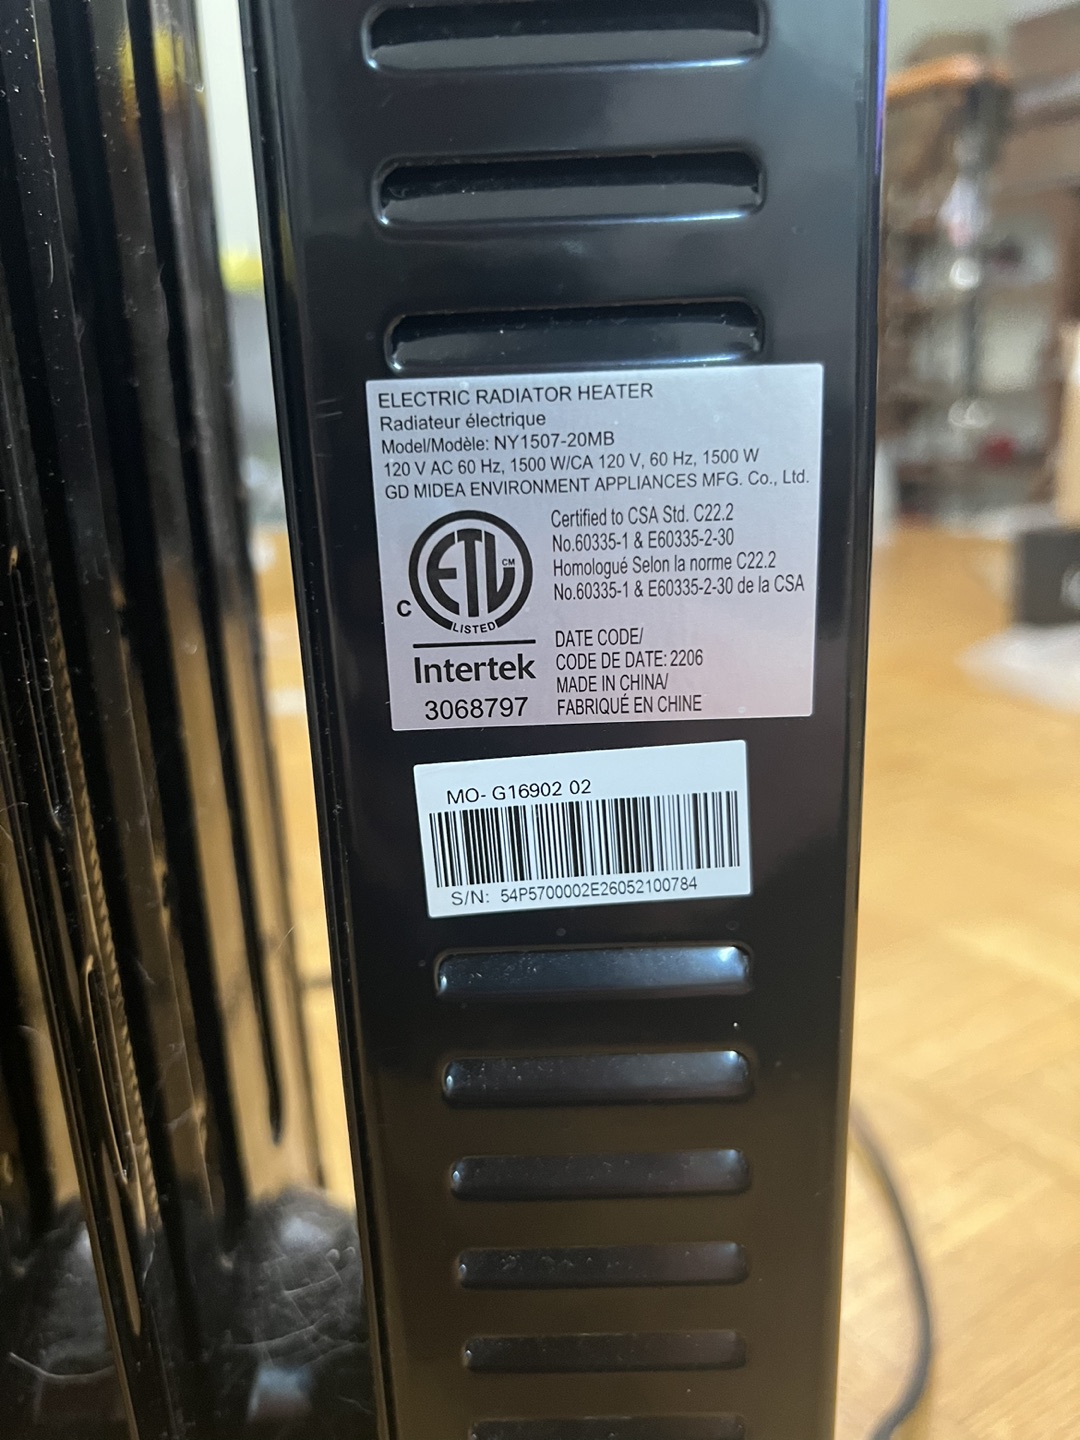 ELECTRIC RADIATOR HEATER
Radiateur électrique
Model/Modèle: NY1507-20MB
120 V AC 60 Hz, 1500 W/CA 120 V, 60 Hz, 1500 W
GD MIDEA ENVIRONMENT APPLIANCES MFG. Co., Ltd.
Certified to CSA Std. C22.2
No.60335-1 & E60335-2-30
Homologué Selon la norme C22.2
No.60335-1 & E60335-2-30 de la CSA
C
ETL CM
LISTED
Intertek
3068797
DATE CODE/
CODE DE DATE: 2206
MADE IN CHINA/
FABRIQUÉ EN CHINE
MO- G16902 02
S/N: 54P5700002E26052100784